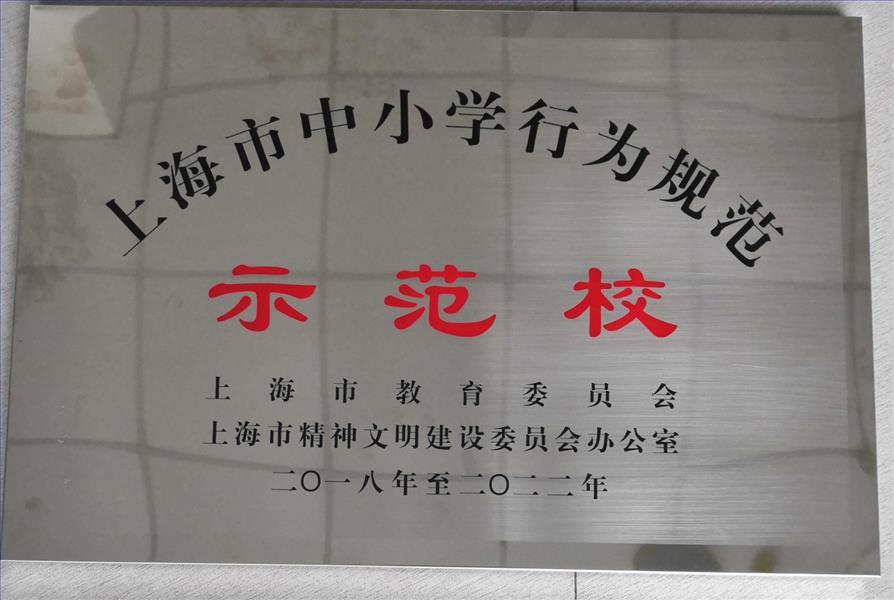 上海市中小学行为规范
示范校
上海市教育委员会
上海市精神文明建设委员会办公室
二〇一八年至二〇二二年